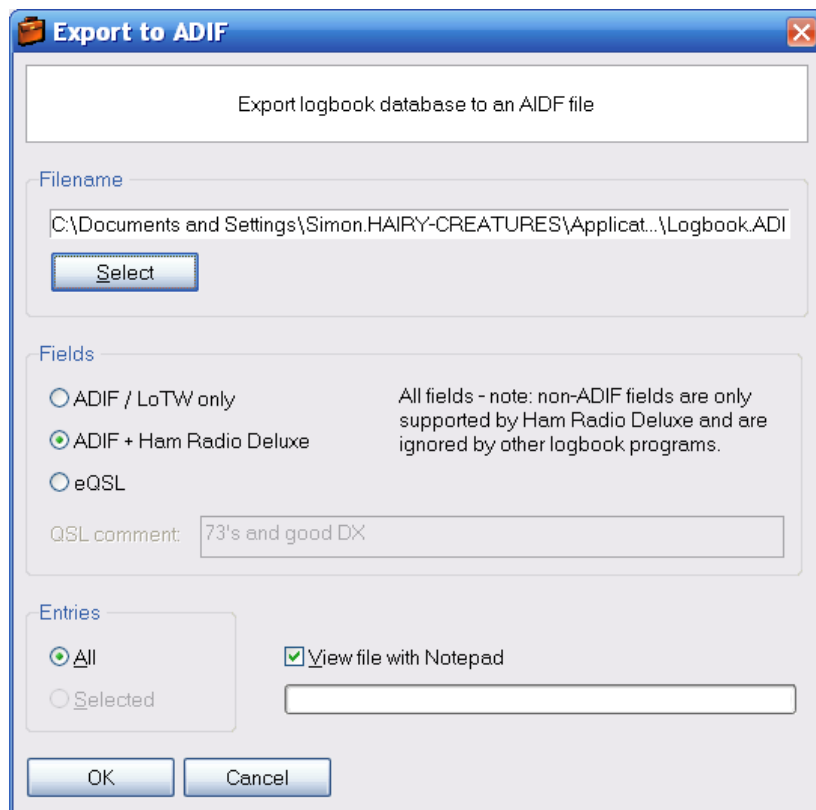 Export to ADIF
Export logbook database to an AIDF file
Filename
C:\Documents and Settings\Simon.HAIRY-CREATURES\Applicat...\Logbook.ADI
Select
Fields
ADIF / LoTW only
ADIF + Ham Radio Deluxe
eQSL
All fields - note: non-ADIF fields are only
supported by Ham Radio Deluxe and are
ignored by other logbook programs.
QSL comment:
73's and good DX
Entries
All
Selected
View file with Notepad
OK
Cancel